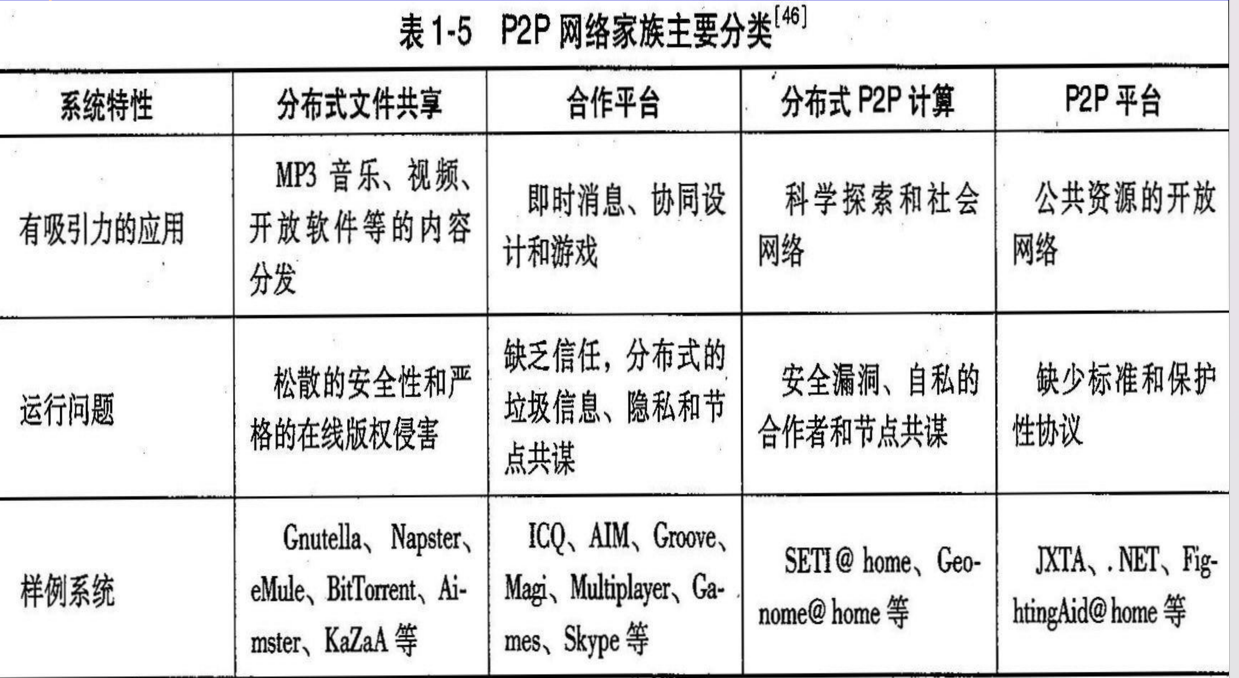 表1-5 P2P 网络家族主要分类[46]
系统特性 分布式文件共享 合作平台 分布式 P2P 计算 P2P 平台
有吸引力的应用
MP3 音乐、视频、
开放软件等的内容
分发
即时消息、协同设
计和游戏
科学探索和社会
网络
公共资源的开放
网络
运行问题
松散的安全性和严
格的在线版权侵害
缺乏信任，分布式的
垃圾信息、隐私和节
点共谋
安全漏洞、自私的
合作者和节点共谋
缺少标准和保护
性协议
样例系统
Gnutella、Napster、
eMule、BitTorrent、Ai-
mster、KaZaA 等
ICQ、AIM、Groove、
Magi、Multiplayer、Ga-
mes、Skype 等
SETI@home、Geo-
nome@home 等
JXTA、.NET、Fig-
htingAid@home 等